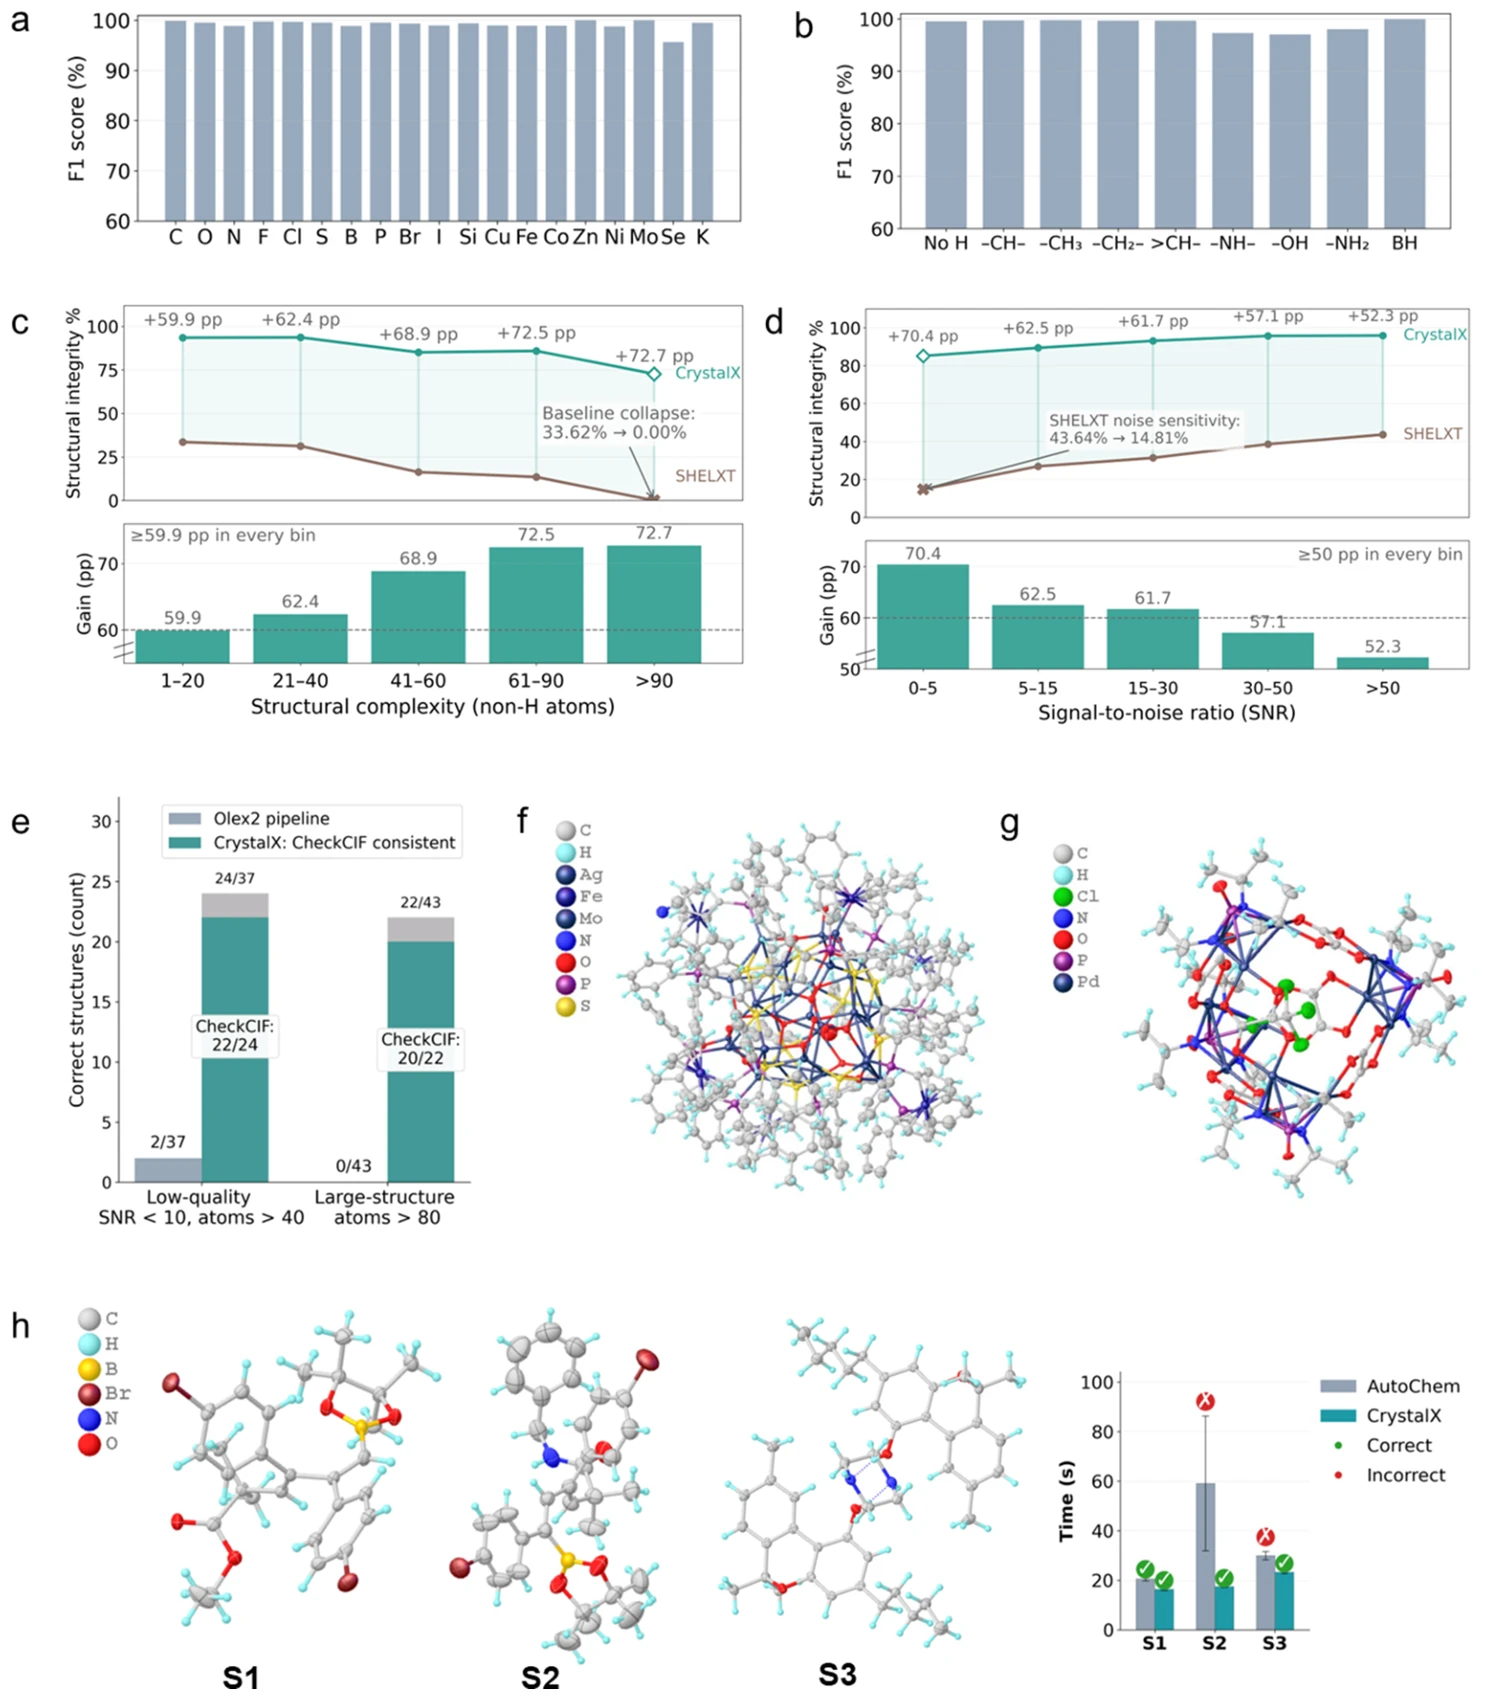 a
F1 score (%)
100
90
80
70
60
C O N F Cl S B P Br I Si Cu Fe Co Zn Ni Mo Se K
b
F1 score (%)
100
90
80
70
60
No H –CH– –CH₃ –CH₂– >CH– –NH– –OH –NH₂ BH
c
Structural integrity %
100
75
50
25
0
+59.9 pp
+62.4 pp
+68.9 pp
+72.5 pp
+72.7 pp
CrystalX
Baseline collapse:
33.62% → 0.00%
SHELXT
Gain (pp)
70
60
≥59.9 pp in every bin
59.9
62.4
68.9
72.5
72.7
1–20 21–40 41–60 61–90 >90
Structural complexity (non-H atoms)
d
Structural integrity %
100
80
60
40
20
0
+70.4 pp
+62.5 pp
+61.7 pp
+57.1 pp
+52.3 pp
CrystalX
SHELXT noise sensitivity:
43.64% → 14.81%
SHELXT
Gain (pp)
70
60
50
≥50 pp in every bin
70.4
62.5
61.7
57.1
52.3
0–5 5–15 15–30 30–50 >50
Signal-to-noise ratio (SNR)
e
Correct structures (count)
30
25
20
15
10
5
0
Olex2 pipeline
CrystalX: CheckCIF consistent
24/37
22/43
CheckCIF:
22/24
CheckCIF:
20/22
2/37
0/43
Low-quality
SNR < 10, atoms > 40
Large-structure
atoms > 80
f
C
H
Ag
Fe
Mo
N
O
P
S
g
C
H
Cl
N
O
P
Pd
h
C
H
B
Br
N
O
S1
S2
S3
Time (s)
100
80
60
40
20
0
AutoChem
CrystalX
Correct
Incorrect
S1 S2 S3